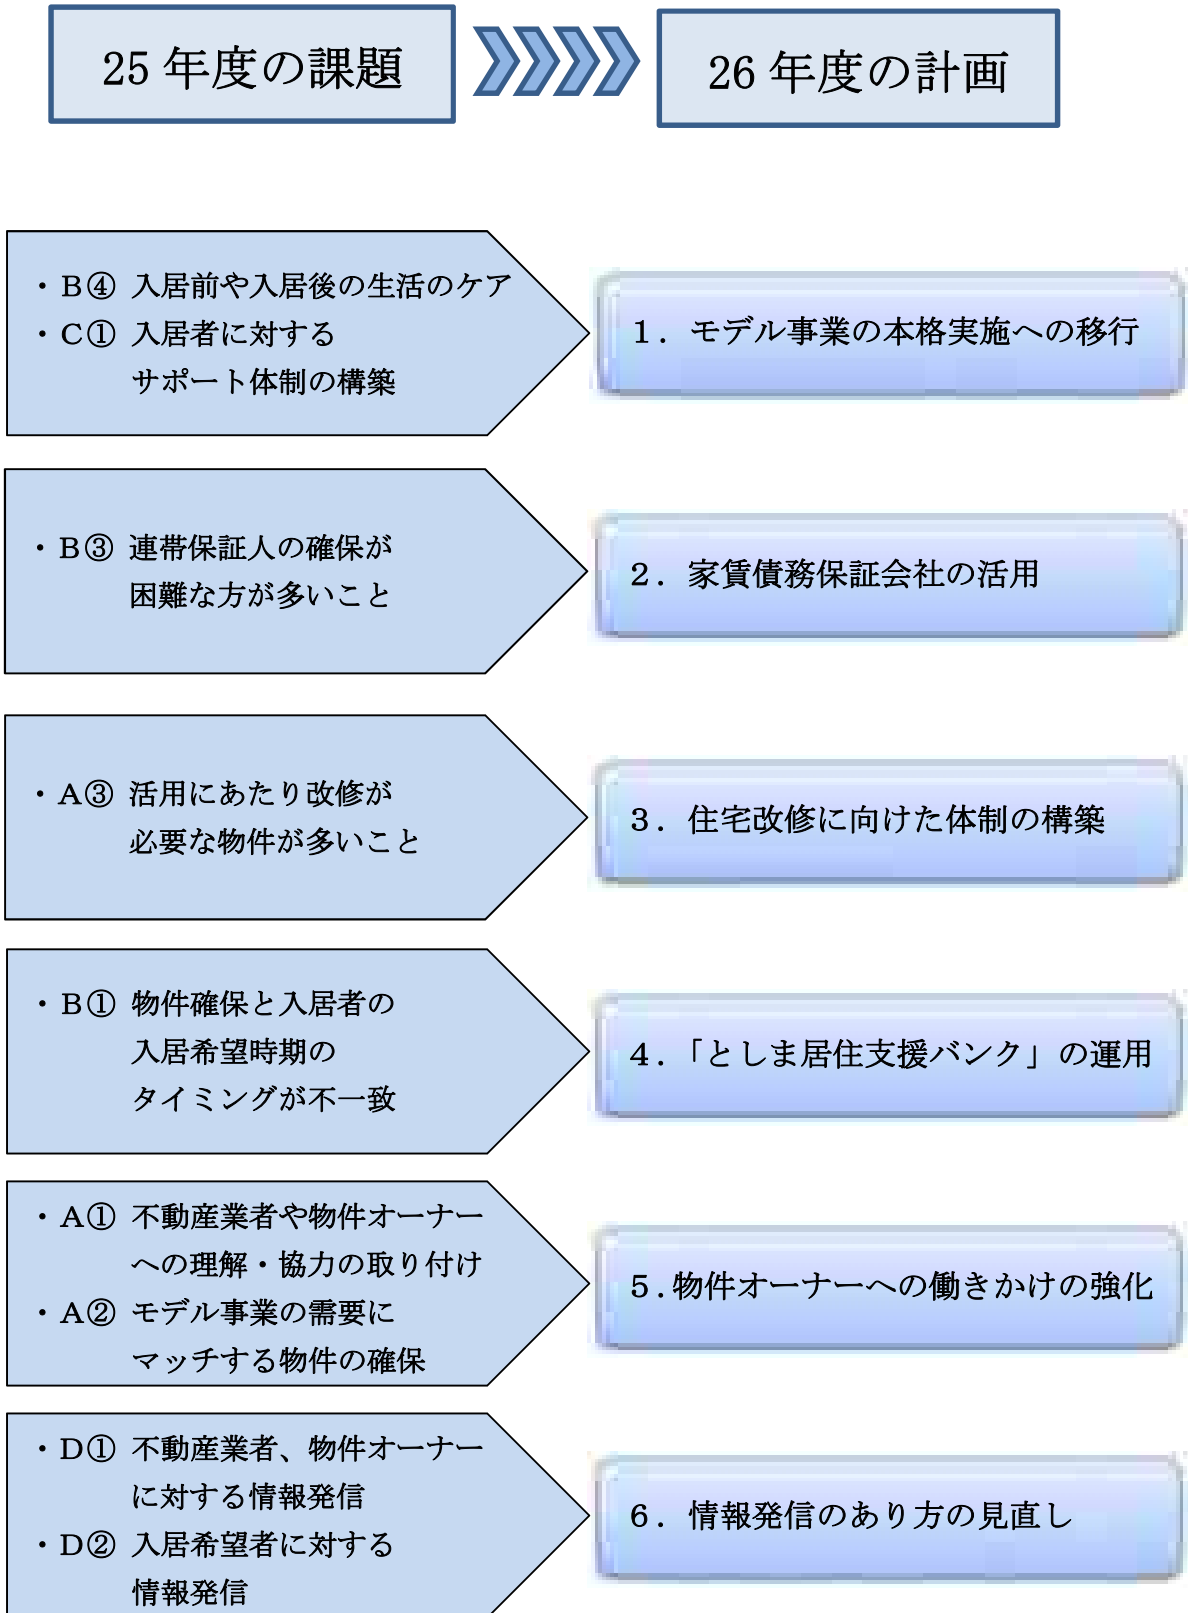 25年度の課題
26年度の計画
・Ｂ④ 入居前や入居後の生活のケア
・Ｃ① 入居者に対する
サポート体制の構築
１．モデル事業の本格実施への移行
・Ｂ③ 連帯保証人の確保が
困難な方が多いこと
２．家賃債務保証会社の活用
・Ａ③ 活用にあたり改修が
必要な物件が多いこと
３．住宅改修に向けた体制の構築
・Ｂ① 物件確保と入居者の
入居希望時期の
タイミングが不一致
４．「としま居住支援バンク」の運用
・Ａ① 不動産業者や物件オーナー
への理解・協力の取り付け
・Ａ② モデル事業の需要に
マッチする物件の確保
５.物件オーナーへの働きかけの強化
・Ｄ① 不動産業者、物件オーナー
に対する情報発信
・Ｄ② 入居希望者に対する
情報発信
６．情報発信のあり方の見直し